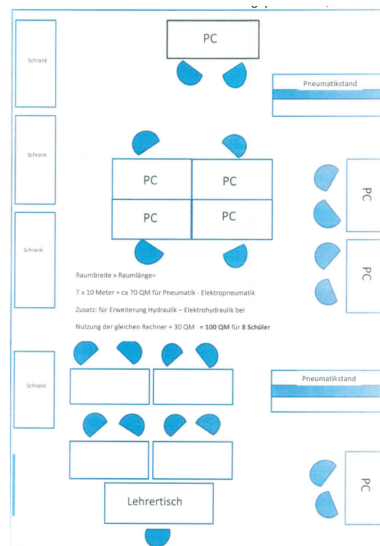 PC
Schrank
Pneumatikstand
Schrank
PC
PC
PC
PC
PC
Schrank
PC
Raumbreite x Raumlänge=
7 x 10 Meter = ca 70 QM für Pneumatik - Elektropneumatik
Zusatz: für Erweiterung Hydraulik – Elektrohydraulik bei
Nutzung der gleichen Rechner + 30 QM = 100 QM für 8 Schüler
Schrank
Pneumatikstand
PC
Lehrertisch